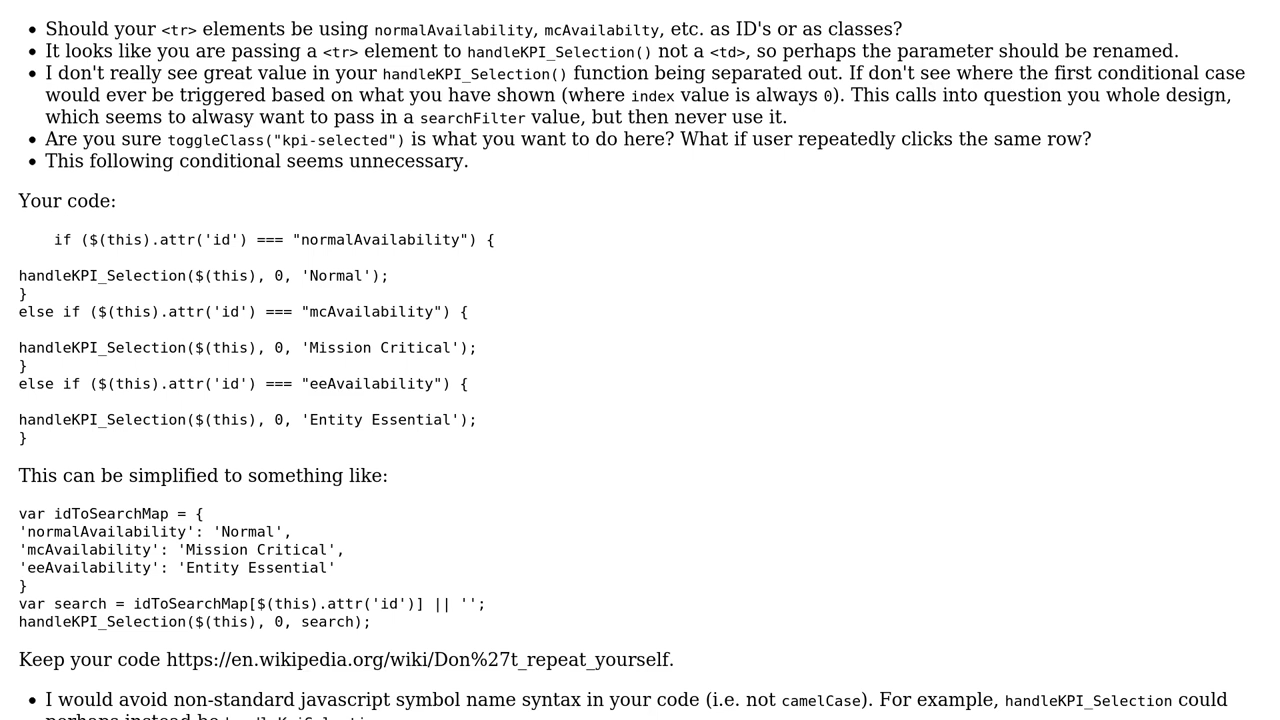 • Should your <tr> elements be using normalAvailability, mcAvailabilty, etc. as ID's or as classes?
• It looks like you are passing a <tr> element to handleKPI_Selection() not a <td>, so perhaps the parameter should be renamed.
• I don't really see great value in your handleKPI_Selection() function being separated out. If don't see where the first conditional case
would ever be triggered based on what you have shown (where index value is always 0). This calls into question you whole design,
which seems to alwasy want to pass in a searchFilter value, but then never use it.
• Are you sure toggleClass("kpi-selected") is what you want to do here? What if user repeatedly clicks the same row?
• This following conditional seems unnecessary.
Your code:
if ($(this).attr('id') === "normalAvailability") {
handleKPI_Selection($(this), 0, 'Normal');
}
else if ($(this).attr('id') === "mcAvailability") {
handleKPI_Selection($(this), 0, 'Mission Critical');
}
else if ($(this).attr('id') === "eeAvailability") {
handleKPI_Selection($(this), 0, 'Entity Essential');
}
This can be simplified to something like:
var idToSearchMap = {
'normalAvailability': 'Normal',
'mcAvailability': 'Mission Critical',
'eeAvailability': 'Entity Essential'
}
var search = idToSearchMap[$(this).attr('id')] || '';
handleKPI_Selection($(this), 0, search);
Keep your code https://en.wikipedia.org/wiki/Don%27t_repeat_yourself.
• I would avoid non-standard javascript symbol name syntax in your code (i.e. not camelCase). For example, handleKPI_Selection could
perhaps instead be